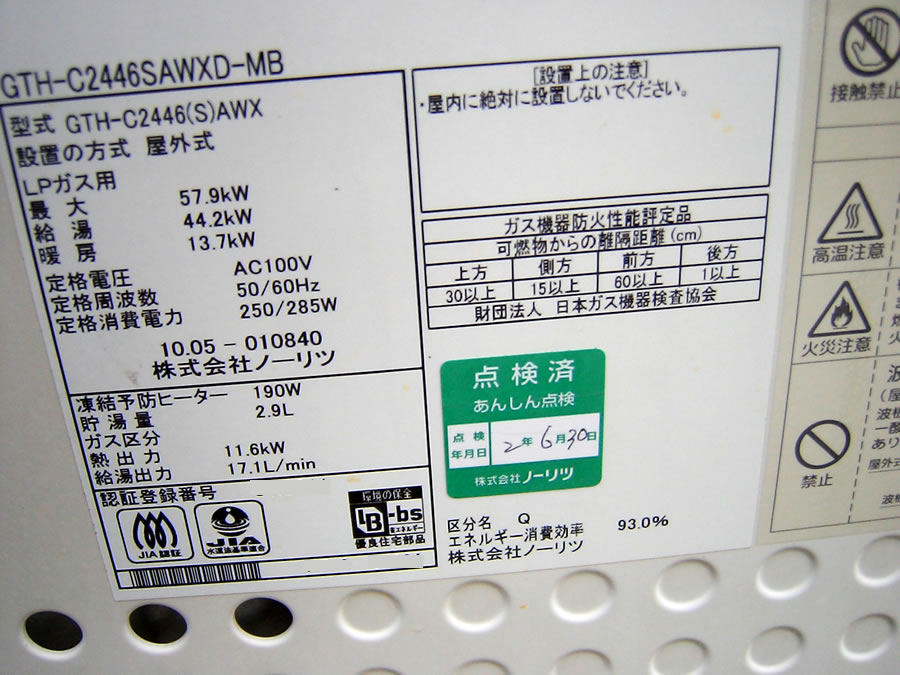 GTH-C2446SAWXD-MB
型式 GTH-C2446(S)AWX
設置の方式 屋外式
LPガス用
最大 57.9kW
給湯 44.2kW
暖房 13.7kW
定格電圧 AC100V
定格周波数 50/60Hz
定格消費電力 250/285W
10.05 - 010840
株式会社ノーリツ
凍結予防ヒーター 190W
貯湯量 2.9L
ガス区分
熱出力 11.6kW
給湯出力 17.1L/min
認証登録番号
JIA認証
JIA
水道法基準適合
環境の保全
BL-bs
省エネルギー
優良住宅部品
[設置上の注意]
・屋内に絶対に設置しないでください。
ガス機器防火性能評定品
可燃物からの離隔距離(cm)
上方 側方 前方 後方
30以上 15以上 60以上 1以上
財団法人 日本ガス機器検査協会
点検済
あんしん点検
点検年月日 2年6月30日
株式会社ノーリツ
区分名 Q
エネルギー消費効率 93.0%
株式会社ノーリツ
接触禁止
高温注意
火災注意
禁止